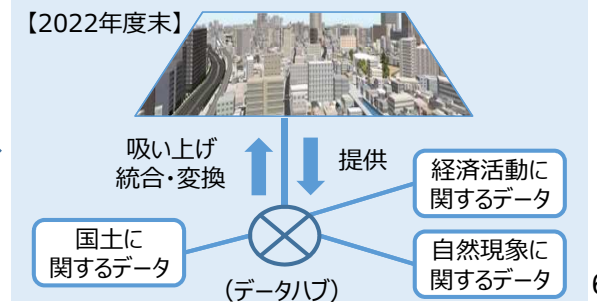 【2022年度末】
吸い上げ
統合・変換
提供
経済活動に
関するデータ
国土に
関するデータ
自然現象に
関するデータ
(データハブ)
6